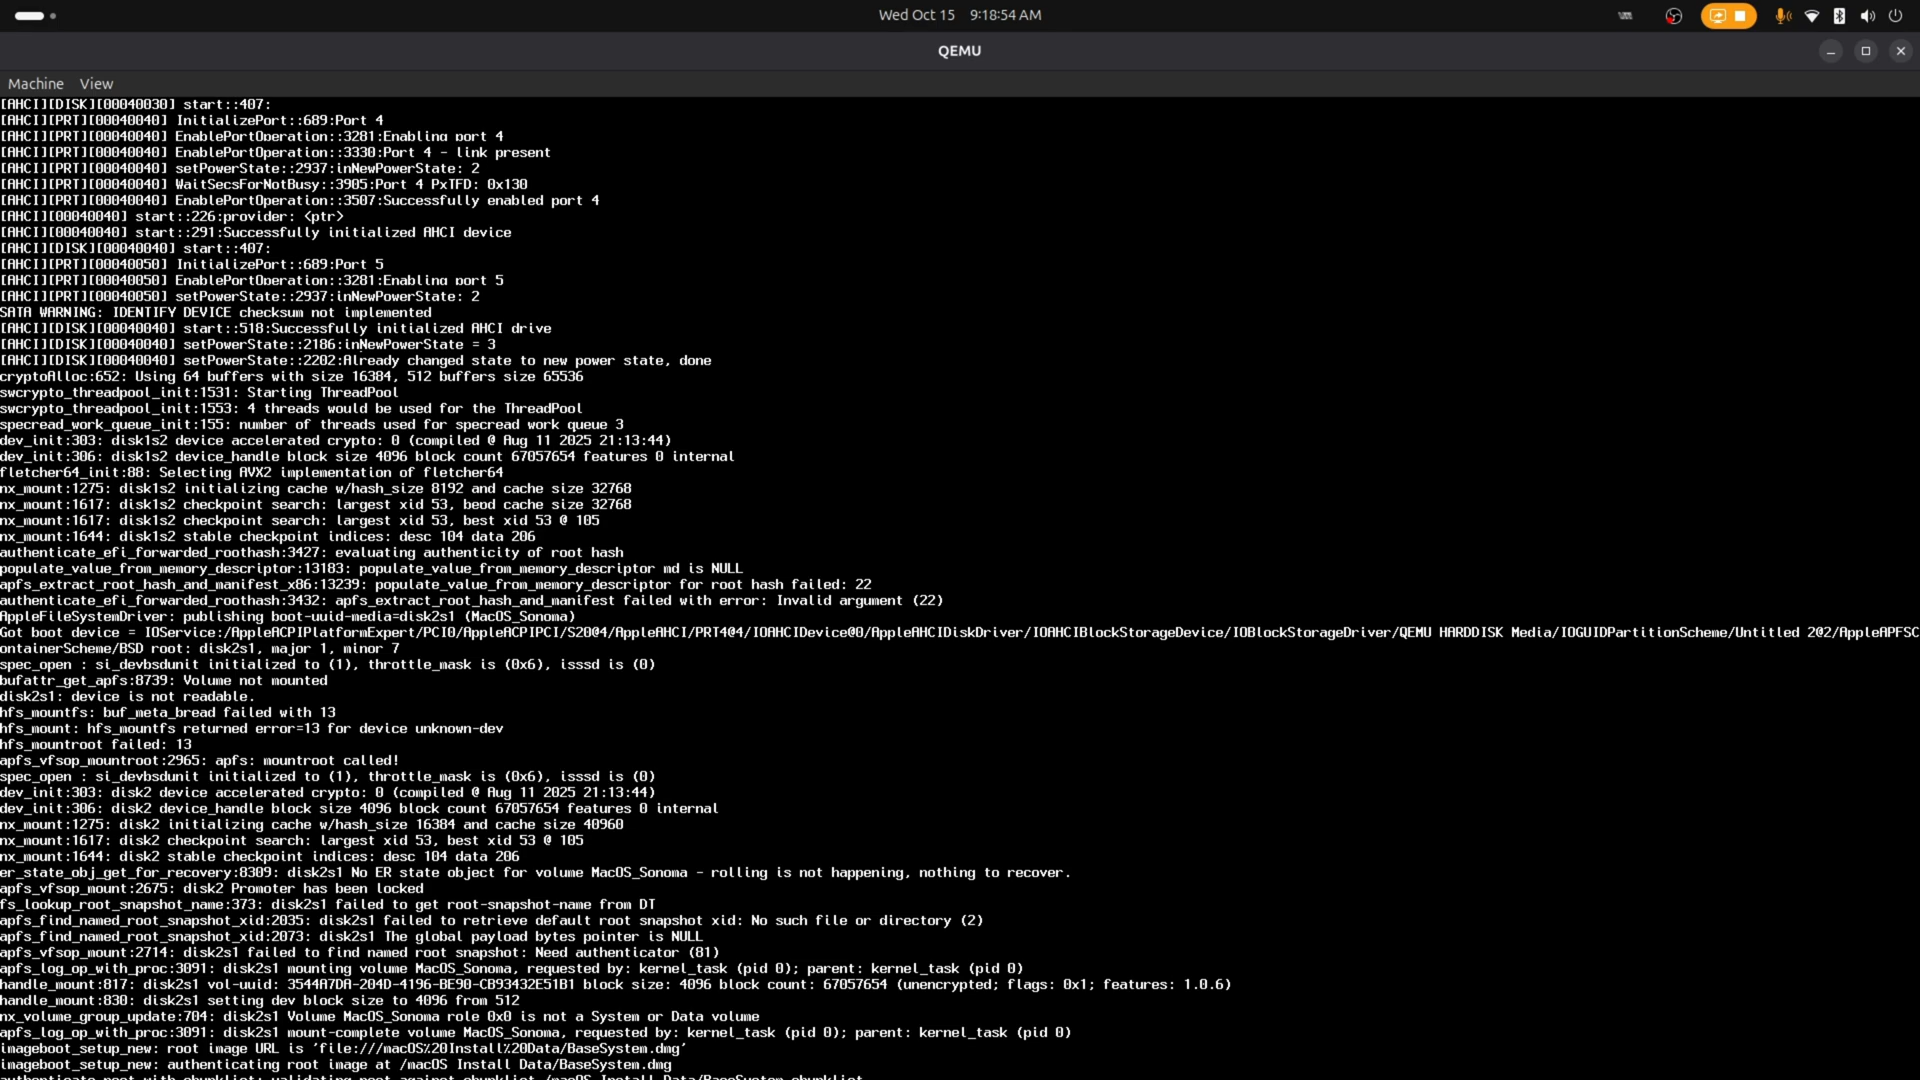 Wed Oct 15 9:18:54 AM
QEMU
Machine View
[AHCI][DISK][00040030] start::407:
[AHCI][PRT][00040040] InitializePort::689:Port 4
[AHCI][PRT][00040040] EnablePortOperation::3281:Enabling port 4
[AHCI][PRT][00040040] EnablePortOperation::3330:Port 4 - link present
[AHCI][PRT][00040040] setPowerState::2937:inNewPowerState: 2
[AHCI][PRT][00040040] WaitSecsForNotBusy::3905:Port 4 PxTFD: 0x130
[AHCI][PRT][00040040] EnablePortOperation::3507:Successfully enabled port 4
[AHCI][00040040] start::226:provider: <ptr>
[AHCI][00040040] start::291:Successfully initialized AHCI device
[AHCI][DISK][00040040] start::407:
[AHCI][PRT][00040050] InitializePort::689:Port 5
[AHCI][PRT][00040050] EnablePortOperation::3281:Enabling port 5
[AHCI][PRT][00040050] setPowerState::2937:inNewPowerState: 2
SATA WARNING: IDENTIFY DEVICE checksum not implemented
[AHCI][DISK][00040040] start::518:Successfully initialized AHCI drive
[AHCI][DISK][00040040] setPowerState::2186:inNewPowerState = 3
[AHCI][DISK][00040040] setPowerState::2202:Already changed state to new power state, done
cryptoAlloc:652: Using 64 buffers with size 16384, 512 buffers size 65536
swcrypto_threadpool_init:1531: Starting ThreadPool
swcrypto_threadpool_init:1553: 4 threads would be used for the ThreadPool
specread_work_queue_init:155: number of threads used for specread work queue 3
dev_init:303: disk1s2 device accelerated crypto: 0 (compiled @ Aug 11 2025 21:13:44)
dev_init:306: disk1s2 device_handle block size 4096 block count 67057654 features 0 internal
fletcher64_init:88: Selecting AVX2 implementation of fletcher64
nx_mount:1275: disk1s2 initializing cache w/hash_size 8192 and cache size 32768
nx_mount:1617: disk1s2 checkpoint search: largest xid 53, beod cache size 32768
nx_mount:1617: disk1s2 checkpoint search: largest xid 53, best xid 53 @ 105
nx_mount:1644: disk1s2 stable checkpoint indices: desc 104 data 206
authenticate_efi_forwarded_roothash:3427: evaluating authenticity of root hash
populate_value_from_memory_descriptor:13183: populate_value_from_memory_descriptor md is NULL
apfs_extract_root_hash_and_manifest_x86:13239: populate_value_from_memory_descriptor for root hash failed: 22
authenticate_efi_forwarded_roothash:3432: apfs_extract_root_hash_and_manifest failed with error: Invalid argument (22)
AppleFileSystemDriver: publishing boot-uuid-media=disk2s1 (MacOS_Sonoma)
Got boot device = IOService:/AppleACPIPlatformExpert/PCI0/AppleACPIPCI/S20@4/AppleAHCI/PRT4@4/IOAHCIDevice@0/AppleAHCIDiskDriver/IOAHCIBlockStorageDevice/IOBlockStorageDriver/QEMU HARDDISK Media/IOGUIDPartitionScheme/Untitled 2@2/AppleAPFSC
ontainerScheme/BSD root: disk2s1, major 1, minor 7
spec_open : si_devbsdunit initialized to (1), throttle_mask is (0x6), isssd is (0)
bufattr_get_apfs:8739: Volume not mounted
disk2s1: device is not readable.
hfs_mountfs: buf_meta_bread failed with 13
hfs_mount: hfs_mountfs returned error=13 for device unknown-dev
hfs_mountroot failed: 13
apfs_vfsop_mountroot:2965: apfs: mountroot called!
spec_open : si_devbsdunit initialized to (1), throttle_mask is (0x6), isssd is (0)
dev_init:303: disk2 device accelerated crypto: 0 (compiled @ Aug 11 2025 21:13:44)
dev_init:306: disk2 device_handle block size 4096 block count 67057654 features 0 internal
nx_mount:1275: disk2 initializing cache w/hash_size 16384 and cache size 40960
nx_mount:1617: disk2 checkpoint search: largest xid 53, best xid 53 @ 105
nx_mount:1644: disk2 stable checkpoint indices: desc 104 data 206
er_state_obj_get_for_recovery:8309: disk2s1 No ER state object for volume MacOS_Sonoma - rolling is not happening, nothing to recover.
apfs_vfsop_mount:2675: disk2 Promoter has been locked
fs_lookup_root_snapshot_name:373: disk2s1 failed to get root-snapshot-name from DT
apfs_find_named_root_snapshot_xid:2035: disk2s1 failed to retrieve default root snapshot xid: No such file or directory (2)
apfs_find_named_root_snapshot_xid:2073: disk2s1 The global payload bytes pointer is NULL
apfs_vfsop_mount:2714: disk2s1 failed to find named root snapshot: Need authenticator (81)
apfs_log_op_with_proc:3091: disk2s1 mounting volume MacOS_Sonoma, requested by: kernel_task (pid 0); parent: kernel_task (pid 0)
handle_mount:817: disk2s1 vol-uuid: 3544A7DA-204D-4196-BE90-CB93432E51B1 block size: 4096 block count: 67057654 (unencrypted; flags: 0x1; features: 1.0.6)
handle_mount:830: disk2s1 setting dev block size to 4096 from 512
nx_volume_group_update:704: disk2s1 Volume MacOS_Sonoma role 0x0 is not a System or Data volume
apfs_log_op_with_proc:3091: disk2s1 mount-complete volume MacOS_Sonoma, requested by: kernel_task (pid 0); parent: kernel_task (pid 0)
imageboot_setup_new: root image URL is 'file:///macOS%20Install%20Data/BaseSystem.dmg'
imageboot_setup_new: authenticating root image at /macOS Install Data/BaseSystem.dmg
authenticate_root_with_chunklist: validating root against chunklist /macOS Install Data/BaseSystem.chunklist